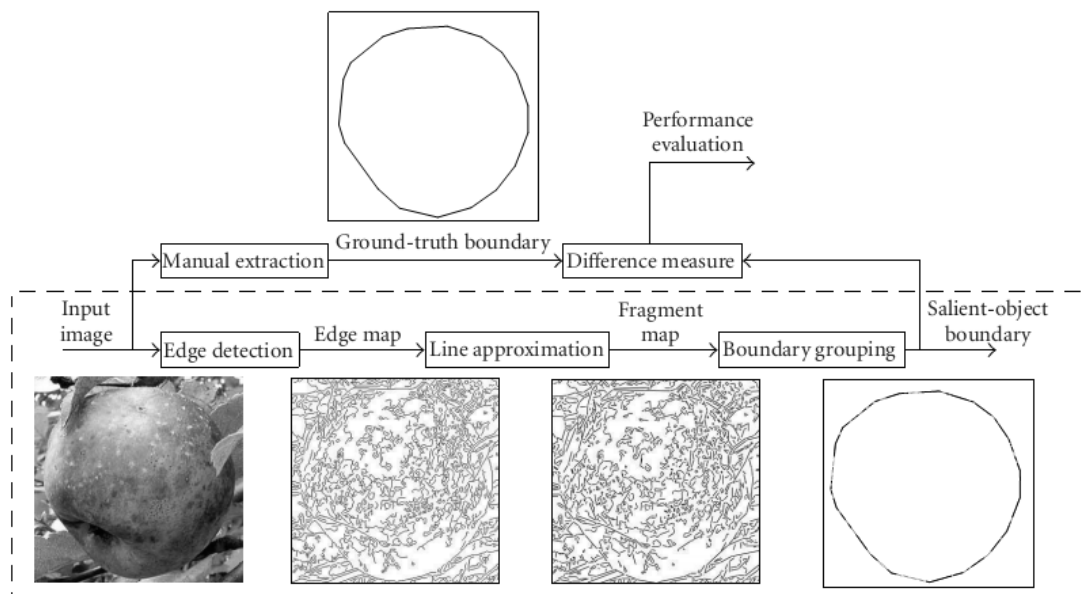 Performance
evaluation
Ground-truth boundary
Manual extraction
Difference measure
Input
image
Edge detection
Edge map
Line approximation
Fragment
map
Boundary grouping
Salient-object
boundary